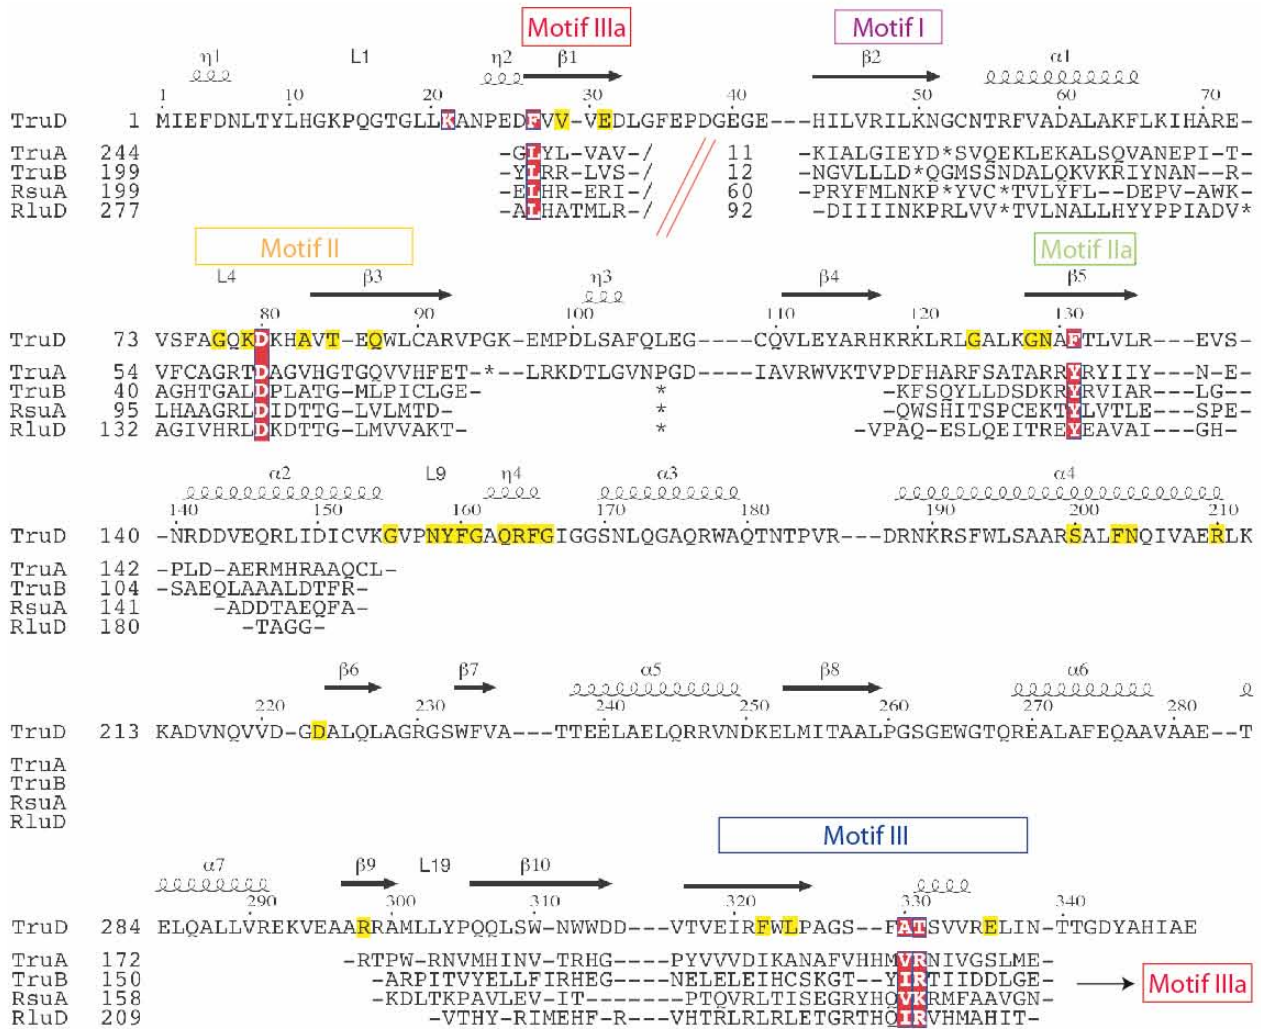 Motif IIIa Motif I
η1 L1 η2 β1 β2 α1
1 10 20 30 40 50 60 70
TruD 1 MIEFDNLTYLHGKPQGTGLLKANPEDFVV-VEDLGFEPDGEGE---HILVRILKNGCNTRFVADALAKFLKIHARE-
TruA 244 -GLYL-VAV-/ 11 -KIALGIEYD*SVQEKLEKALSQVANEPI-T-
TruB 199 -YLRR-LVS-/ 12 NGVLLLD*QGMSSNDALQKVKRIYNAN--R-
RsuA 199 -ELHR-ERI-/ 60 -PRYFMLNKP*YVC*TVLYFL--DEPV-AWK-
RluD 277 -ALHATMLR-/ 92 -DIIIINKPRLVV*TVLNALLHYYPPIADV*
Motif II Motif IIa
L4 β3 η3 β4 β5
80 90 100 110 120 130
TruD 73 VSFAGQKDKHAVT-EQWLCARVPGK-EMPDLSAFQLEG----CQVLEYARHKRKLRLGALKGNAFTLVLR---EVS-
TruA 54 VFCAGRTDAGVHGTGQVVHFET-*-LRKDTLGVNPGD----IAVRWVKTVPDFHARFSATARRYRYIIY---N-E-
TruB 40 AGHTGALDPLATG-MLPICLGE- * -KFSQYLLDSDKRYRVIAR---LG-
RsuA 95 LHAAGRLDIDTTG-LVLMTD- * -QWSHITSPCEKTYLVTLE---SPE-
RluD 132 AGIVHRLDKDTTG-LMVVAKT- * -VPAQ-ESLQEITREYEAVAI---GH-
α2 L9 η4 α3 α4
140 150 160 170 180 190 200 210
TruD 140 -NRDDVEQRLIDICVKGVPNYFGAQRFGIGGSNLQGAQRWAQTNTPVR---DRNKRSFWLSAARSALFNQIVAERLK
TruA 142 -PLD-AERMHRAAQCL-
TruB 104 -SAEQLAAALDTFR-
RsuA 141 -ADDTAEQFA-
RluD 180 -TAGG-
β6 β7 α5 β8 α6
220 230 240 250 260 270 280
TruD 213 KADVNQVVD-GDALQLAGRGSWFVA---TTEELAELQRRVNDKELMITAALPGSGEWGTQREALAFEQAAVAAE--T
TruA
TruB
RsuA
RluD
Motif III
α7 β9 L19 β10
290 300 310 320 330 340
TruD 284 ELQALLVREKVEAARRAMLLYPQQLSW-NWWDD---VTVEIRFWLPAGS--FATSVVRELIN-TTGDYAHIAE
TruA 172 -RTPW-RNVMHINV-TRHG----PYVVVDIKANAFVHHMVRNIVGSLME-
TruB 150 -ARPITVYELLFIRHEG----NELELEIHCSKGT--YIRTIIDDLGE-
RsuA 158 -KDLTKPAVLEV-IT-----PTQVRLTISEGRYHQVKRMFAAVGN-
RluD 209 -VTHY-RIMEHF-R---VHTRLRLRLETGRTHQIRVHMAHIT-
Motif IIIa